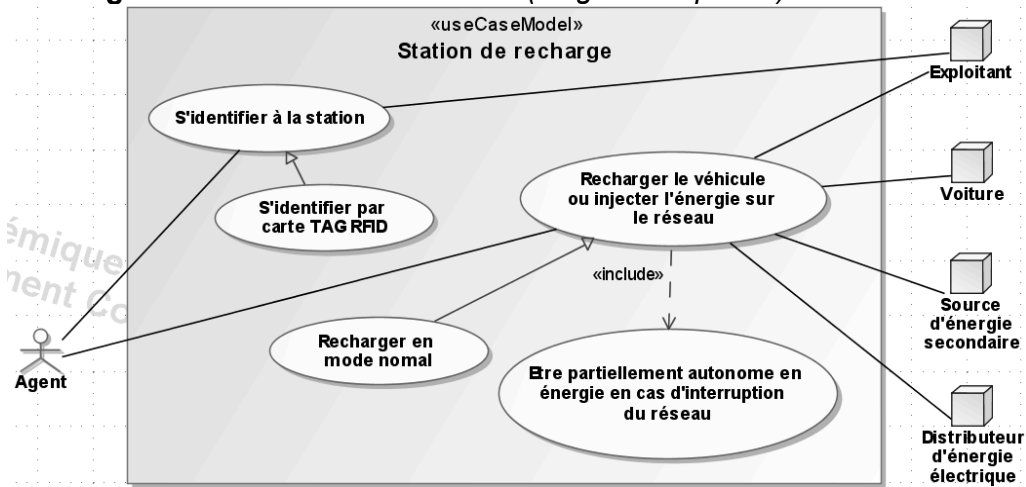 «useCaseModel»
Station de recharge
Exploitant
S'identifier à la station
S'identifier par
carte TAG RFID
Recharger le véhicule
ou injecter l'énergie sur
le réseau
Voiture
«include»
Source
d'énergie
secondaire
Recharger en
mode nomal
Etre partiellement autonome en
énergie en cas d'interruption
du réseau
Agent
Distributeur
d'énergie
électrique
émique